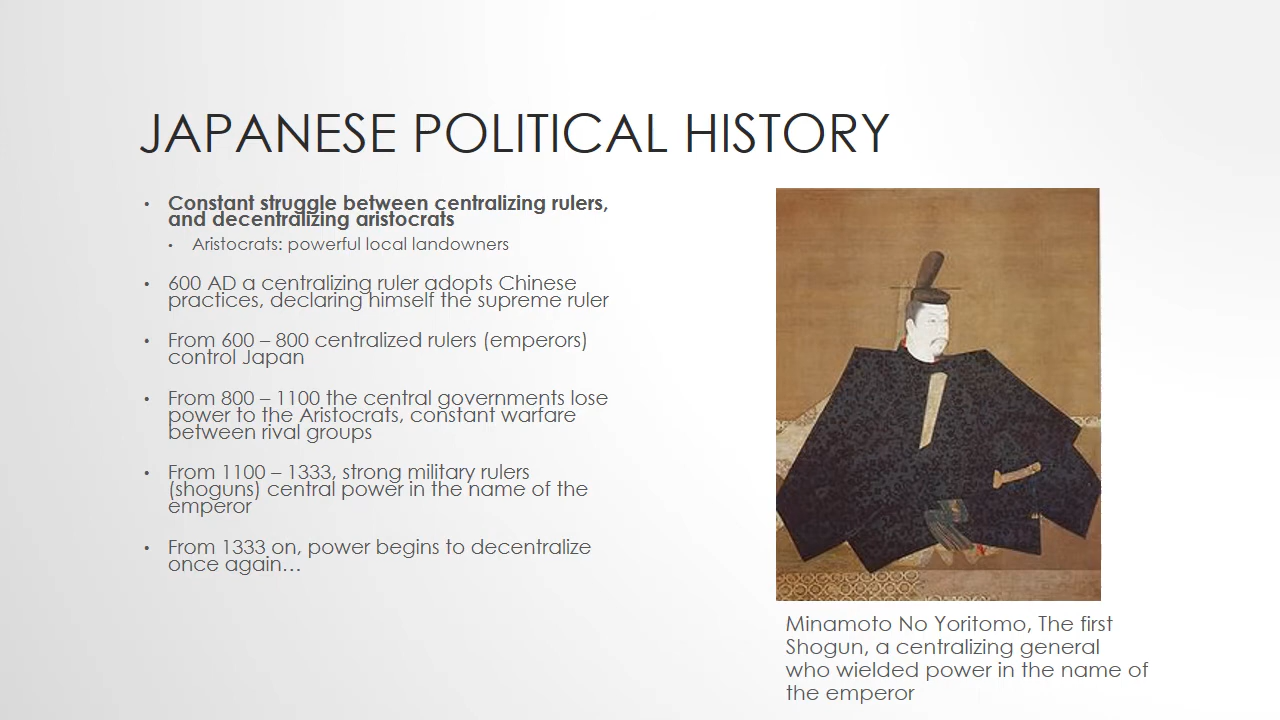 JAPANESE POLITICAL HISTORY
• Constant struggle between centralizing rulers,
and decentralizing aristocrats
• Aristocrats: powerful local landowners
• 600 AD a centralizing ruler adopts Chinese
practices, declaring himself the supreme ruler
• From 600 – 800 centralized rulers (emperors)
control Japan
• From 800 – 1100 the central governments lose
power to the Aristocrats, constant warfare
between rival groups
• From 1100 – 1333, strong military rulers
(shoguns) central power in the name of the
emperor
• From 1333 on, power begins to decentralize
once again…
Minamoto No Yoritomo, The first
Shogun, a centralizing general
who wielded power in the name of
the emperor